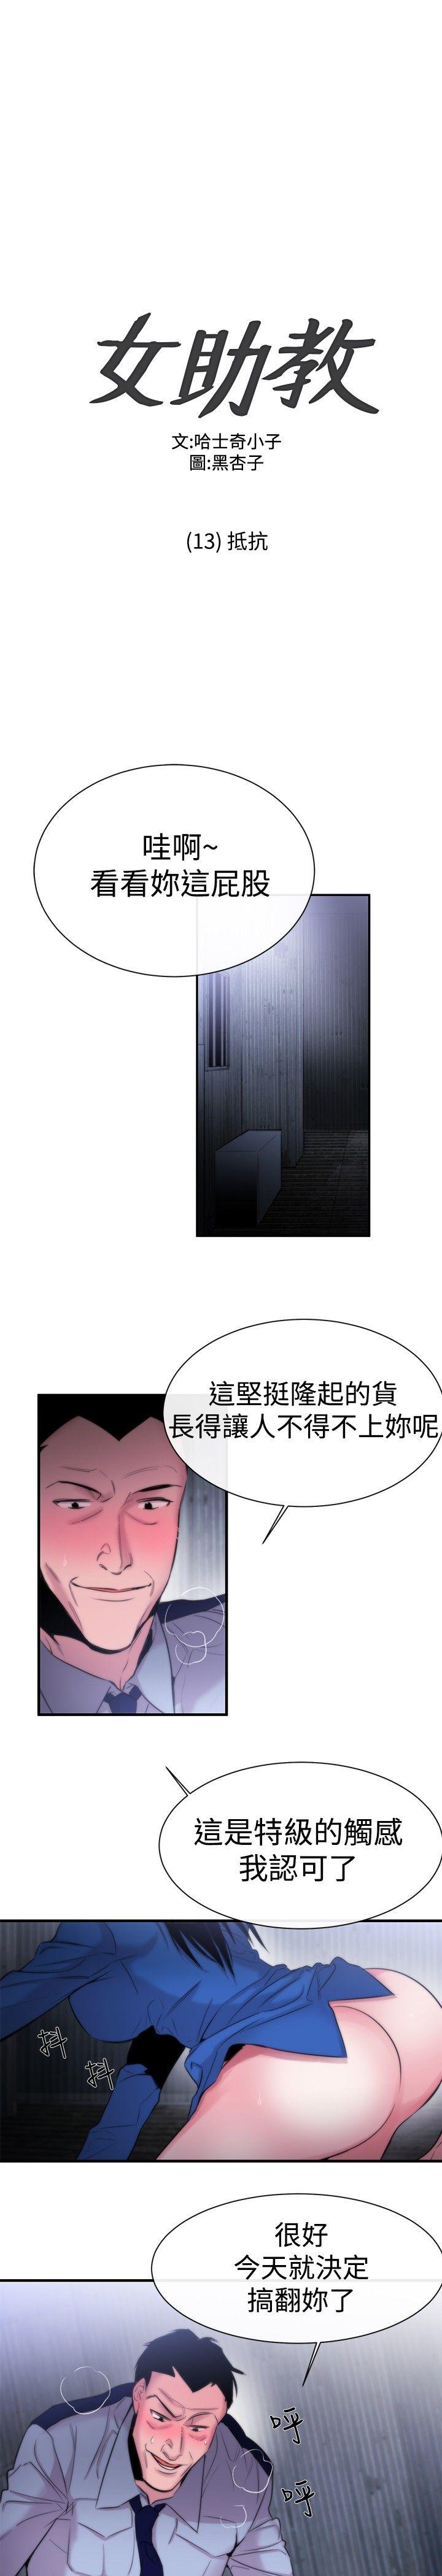 女助教
文:哈士奇小子
圖:黑杏子
(13) 抵抗
哇啊~
看看妳這屁股
這堅挺隆起的貨
長得讓人不得不上妳呢
這是特級的觸感
我認可了
抖
抖
很好
今天就決定
搞翻妳了
呼
呼